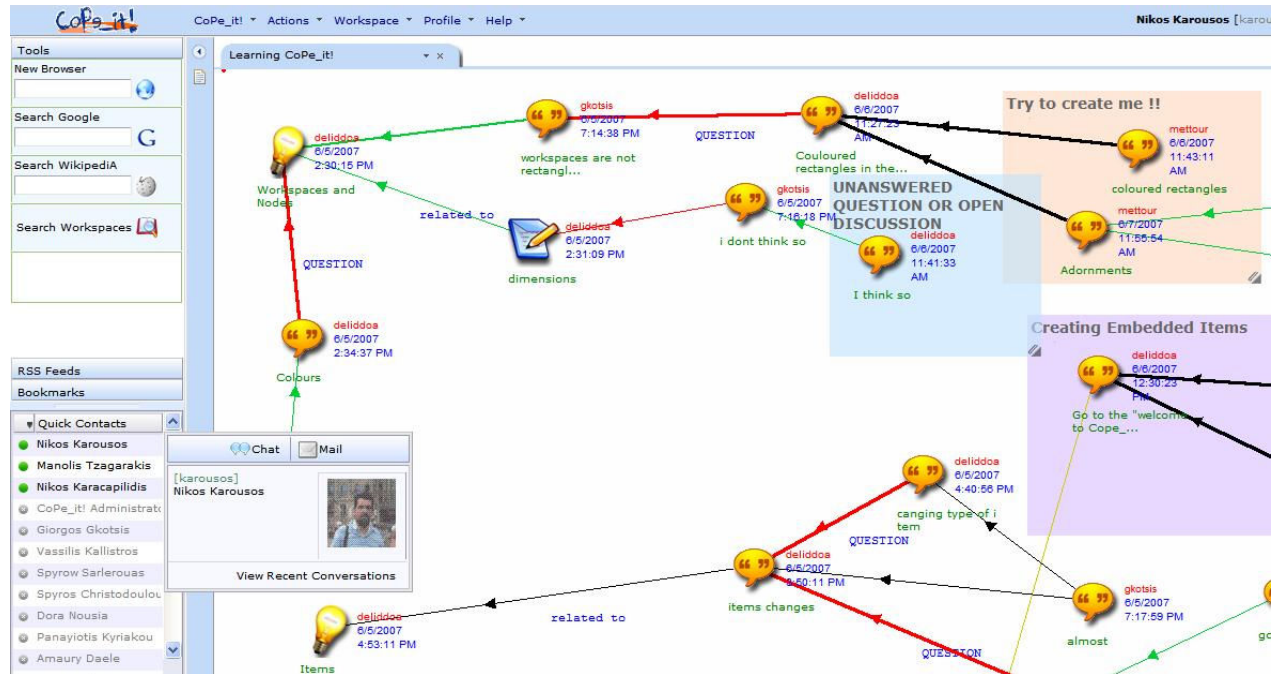 CoPe_it!
CoPe_it! Actions Workspace Profile Help
Nikos Karousos [karou
Tools
New Browser
Search Google
G
Search WikipediA
Search Workspaces
RSS Feeds
Bookmarks
Quick Contacts
Nikos Karousos
Manolis Tzagarakis
Nikos Karacapilidis
CoPe_it! Administrato
Giorgos Gkotsis
Vassilis Kallistros
Spyrow Sarlerouas
Spyros Christodoulou
Dora Nousia
Panayiotis Kyriakou
Amaury Daele
Chat Mail
[karousos]
Nikos Karousos
View Recent Conversations
Learning CoPe_it!
deliddoa
6/5/2007
2:30:15 PM
Workspaces and
Nodes
gkotsis
6/5/2007
7:14:38 PM
workspaces are not
rectangl...
QUESTION
deliddoa
6/6/2007
11:27:23
AM
Couloured
rectangles in the...
Try to create me !!
mettour
6/6/2007
11:43:11
AM
coloured rectangles
mettour
6/7/2007
11:55:54
AM
Adornments
related to
deliddoa
6/5/2007
2:31:09 PM
dimensions
gkotsis
6/5/2007
7:16:18 PM
i dont think so
UNANSWERED
QUESTION OR OPEN
DISCUSSION
deliddoa
6/6/2007
11:41:33
AM
I think so
QUESTION
deliddoa
6/5/2007
2:34:37 PM
Colours
Creating Embedded Items
deliddoa
6/6/2007
12:30:23
PM
Go to the "welcome
to Cope_...
deliddoa
6/5/2007
4:40:56 PM
canging type of i
tem
QUESTION
deliddoa
6/5/2007
:50:11 PM
items changes
gkotsis
6/5/2007
7:17:59 PM
almost
go
related to
deliddoa
6/5/2007
4:53:11 PM
Items
QUESTION